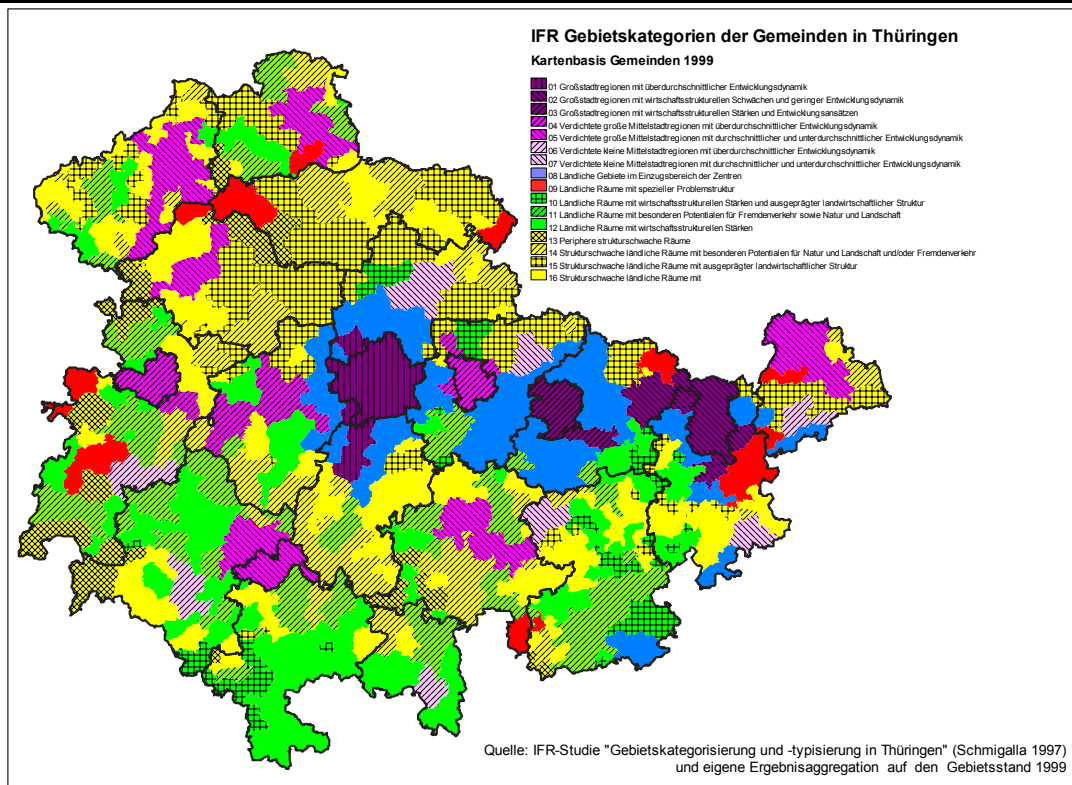 IFR Gebietskategorien der Gemeinden in Thüringen
Kartenbasis Gemeinden 1999
01 Großstadtregionen mit überdurchschnittlicher Entwicklungsdynamik
02 Großstadtregionen mit wirtschaftsstrukturellen Schwächen und geringer Entwicklungsdynamik
03 Großstadtregionen mit wirtschaftsstrukturellen Stärken und Entwicklungsansätzen
04 Verdichtete große Mittelstadtregionen mit überdurchschnittlicher Entwicklungsdynamik
05 Verdichtete große Mittelstadtregionen mit durchschnittlicher und unterdurchschnittlicher Entwicklungsdynamik
06 Verdichtete kleine Mittelstadtregionen mit überdurchschnittlicher Entwicklungsdynamik
07 Verdichtete kleine Mittelstadtregionen mit durchschnittlicher und unterdurchschnittlicher Entwicklungsdynamik
08 Ländliche Gebiete im Einzugsbereich der Zentren
09 Ländliche Räume mit spezieller Problemstruktur
10 Ländliche Räume mit wirtschaftsstrukturellen Stärken und ausgeprägter landwirtschaftlicher Struktur
11 Ländliche Räume mit besonderen Potentialen für Fremdenverkehr sowie Natur und Landschaft
12 Ländliche Räume mit wirtschaftsstrukturellen Stärken
13 Periphere strukturschwache Räume
14 Strukturschwache ländliche Räume mit besonderen Potentialen für Natur und Landschaft und/oder Fremdenverkehr
15 Strukturschwache ländliche Räume mit ausgeprägter landwirtschaftlicher Struktur
16 Strukturschwache ländliche Räume mit
Quelle: IFR-Studie "Gebietskategorisierung und -typisierung in Thüringen" (Schmigalla 1997)
und eigene Ergebnisaggregation auf den Gebietsstand 1999